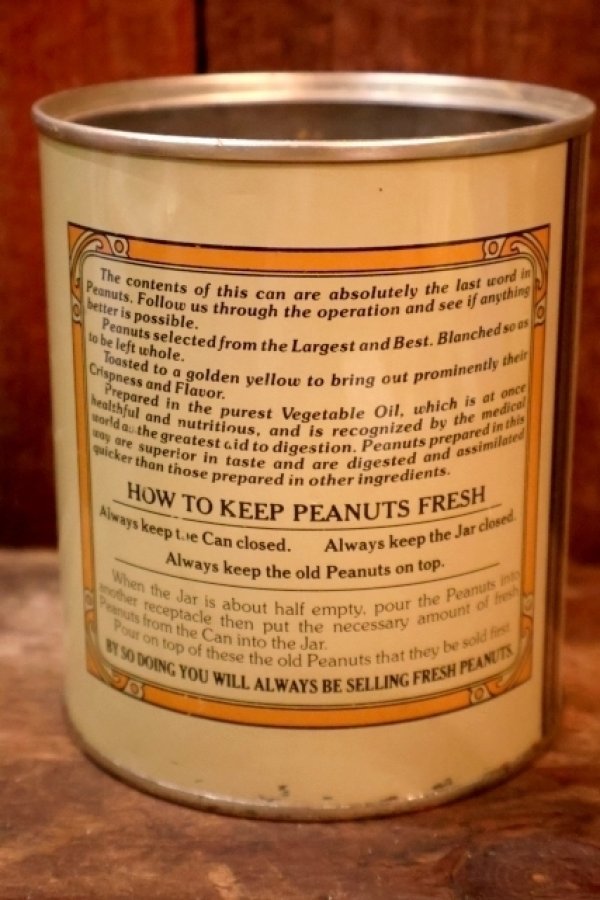 The contents of this can are absolutely the last word in
Peanuts. Follow us through the operation and see if anything
better is possible.
Peanuts selected from the Largest and Best. Blanched so as
to be left whole.
Toasted to a golden yellow to bring out prominently their
Crispness and Flavor.
Prepared in the purest Vegetable Oil, which is at once
healthful and nutritious, and is recognized by the medical
world as the greatest aid to digestion. Peanuts prepared in this
way are superior in taste and are digested and assimilated
quicker than those prepared in other ingredients.
HOW TO KEEP PEANUTS FRESH
Always keep the Can closed. Always keep the Jar closed.
Always keep the old Peanuts on top.
When the Jar is about half empty, pour the Peanuts into
another receptacle then put the necessary amount of fresh
Peanuts from the Can into the Jar.
Pour on top of these the old Peanuts that they be sold first.
BY SO DOING YOU WILL ALWAYS BE SELLING FRESH PEANUTS.